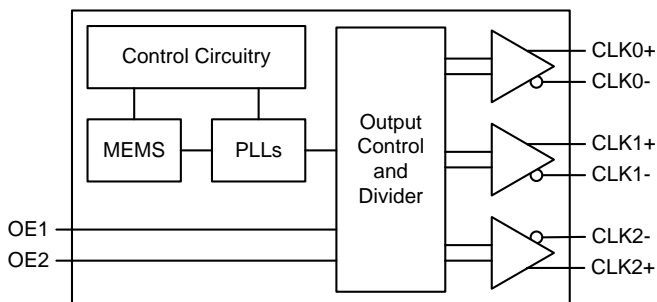 Control Circuitry
MEMS
PLLs
Output
Control
and
Divider
OE1
OE2
CLK0+
CLK0-
CLK1+
CLK1-
CLK2-
CLK2+